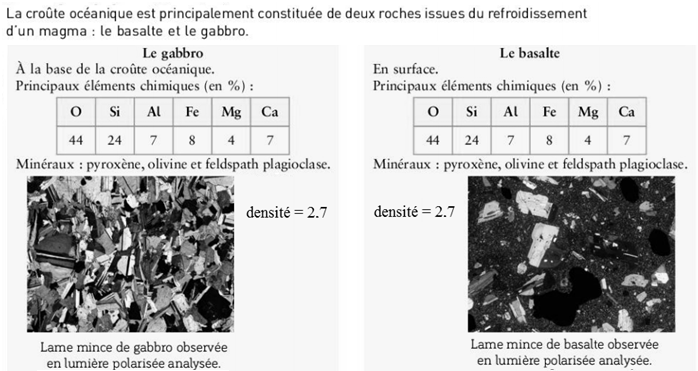 La croûte océanique est principalement constituée de deux roches issues du refroidissement
d'un magma : le basalte et le gabbro.
Le gabbro
À la base de la croûte océanique.
Principaux éléments chimiques (en %) :
O Si Al Fe Mg Ca
44 24 7 8 4 7
Minéraux : pyroxène, olivine et feldspath plagioclase.
densité = 2.7
Lame mince de gabbro observée
en lumière polarisée analysée.
Le basalte
En surface.
Principaux éléments chimiques (en %) :
O Si Al Fe Mg Ca
44 24 7 8 4 7
Minéraux : pyroxène, olivine et feldspath plagioclase.
densité = 2.7
Lame mince de basalte observée
en lumière polarisée analysée.